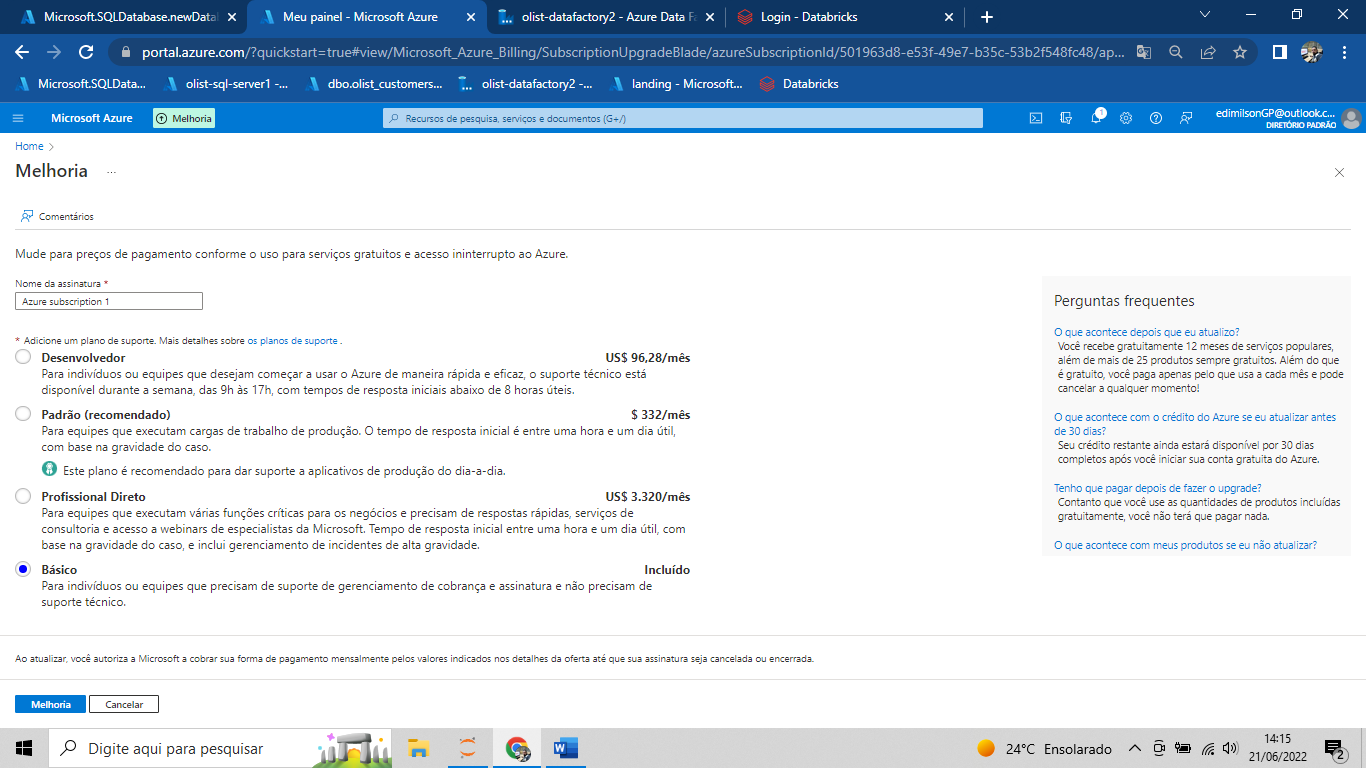 Microsoft.SQLDatabase.newDatal
Meu painel - Microsoft Azure
olist-datafactory2 - Azure Data Fa
Login - Databricks
portal.azure.com/?quickstart=true#view/Microsoft_Azure_Billing/SubscriptionUpgradeBlade/azureSubscriptionId/501963d8-e53f-49e7-b35c-53b2f548fc48/ap...
Microsoft.SQLData...
olist-sql-server1 -...
dbo.olist_customers...
olist-datafactory2 -...
landing - Microsoft...
Databricks
Microsoft Azure
Melhoria
Recursos de pesquisa, serviços e documentos (G+/)
1
edimilsonGP@outlook.c...
DIRETÓRIO PADRÃO
Home >
Melhoria ...
Comentários
Mude para preços de pagamento conforme o uso para serviços gratuitos e acesso ininterrupto ao Azure.
Nome da assinatura *
Azure subscription 1
* Adicione um plano de suporte. Mais detalhes sobre os planos de suporte .
Desenvolvedor US$ 96,28/mês
Para indivíduos ou equipes que desejam começar a usar o Azure de maneira rápida e eficaz, o suporte técnico está
disponível durante a semana, das 9h às 17h, com tempos de resposta iniciais abaixo de 8 horas úteis.
Padrão (recomendado) $ 332/mês
Para equipes que executam cargas de trabalho de produção. O tempo de resposta inicial é entre uma hora e um dia útil,
com base na gravidade do caso.
Este plano é recomendado para dar suporte a aplicativos de produção do dia-a-dia.
Profissional Direto US$ 3.320/mês
Para equipes que executam várias funções críticas para os negócios e precisam de respostas rápidas, serviços de
consultoria e acesso a webinars de especialistas da Microsoft. Tempo de resposta inicial entre uma hora e um dia útil, com
base na gravidade do caso, e inclui gerenciamento de incidentes de alta gravidade.
Básico Incluído
Para indivíduos ou equipes que precisam de suporte de gerenciamento de cobrança e assinatura e não precisam de
suporte técnico.
Perguntas frequentes
O que acontece depois que eu atualizo?
Você recebe gratuitamente 12 meses de serviços populares,
além de mais de 25 produtos sempre gratuitos. Além do que
é gratuito, você paga apenas pelo que usa a cada mês e pode
cancelar a qualquer momento!
O que acontece com o crédito do Azure se eu atualizar antes
de 30 dias?
Seu crédito restante ainda estará disponível por 30 dias
completos após você iniciar sua conta gratuita do Azure.
Tenho que pagar depois de fazer o upgrade?
Contanto que você use as quantidades de produtos incluídas
gratuitamente, você não terá que pagar nada.
O que acontece com meus produtos se eu não atualizar?
Ao atualizar, você autoriza a Microsoft a cobrar sua forma de pagamento mensalmente pelos valores indicados nos detalhes da oferta até que sua assinatura seja cancelada ou encerrada.
Melhoria
Cancelar
Digite aqui para pesquisar
24°C Ensolarado
14:15
21/06/2022
2